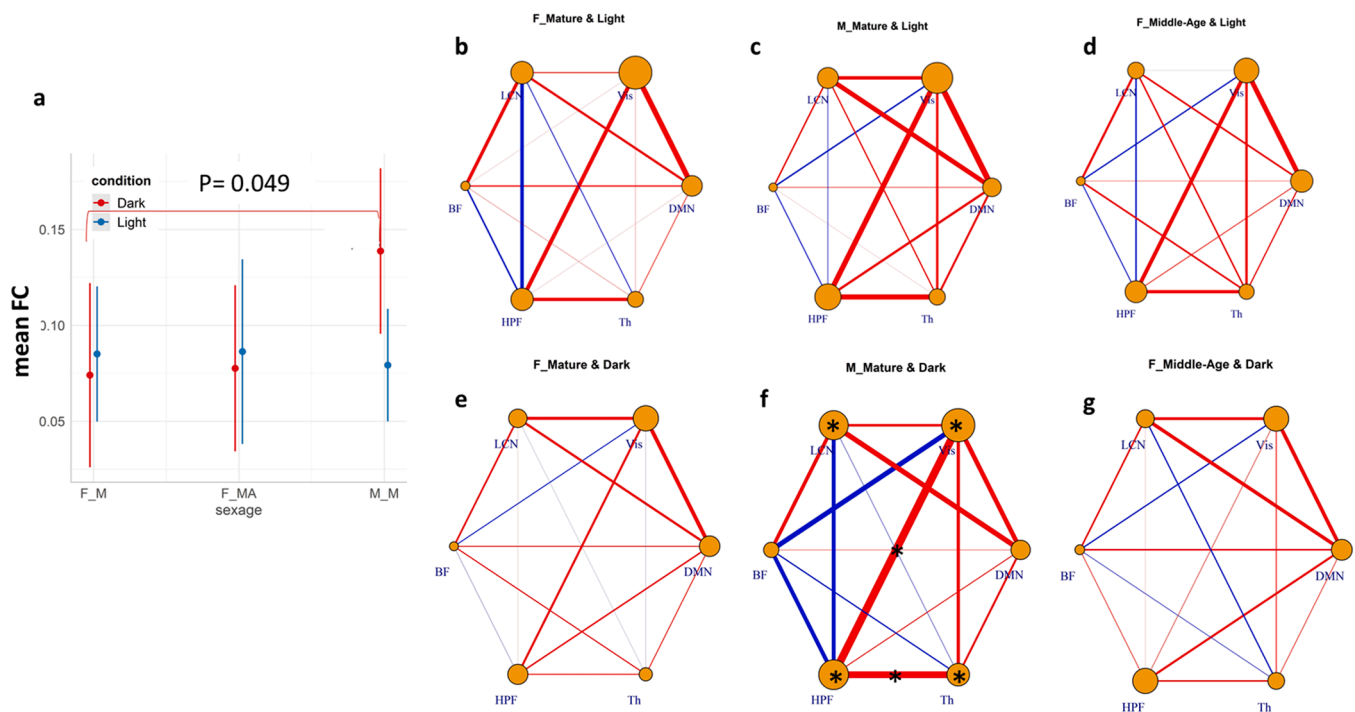 a
condition
Dark
Light
P= 0.049
mean FC
0.15
0.10
0.05
F_M
F_MA
M_M
sexage
F_Mature & Light
b
LCN
Vis
BF
DMN
HPF
Th
M_Mature & Light
c
LCN
Vis
BF
DMN
HPF
Th
F_Middle-Age & Light
d
LCN
Vis
BF
DMN
HPF
Th
F_Mature & Dark
e
LCN
Vis
BF
DMN
HPF
Th
M_Mature & Dark
f
* *
LCN
Vis
*
BF
DMN
* * *
HPF
Th
F_Middle-Age & Dark
g
LCN
Vis
BF
DMN
HPF
Th